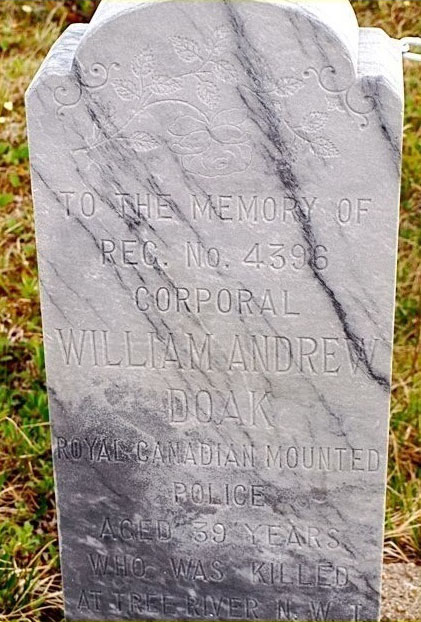 TO THE MEMORY OF
REG. No. 4396
CORPORAL
WILLIAM ANDREW
DOAK
ROYAL CANADIAN MOUNTED
POLICE
AGED 39 YEARS
WHO WAS KILLED
AT TREE RIVER N.W.T.